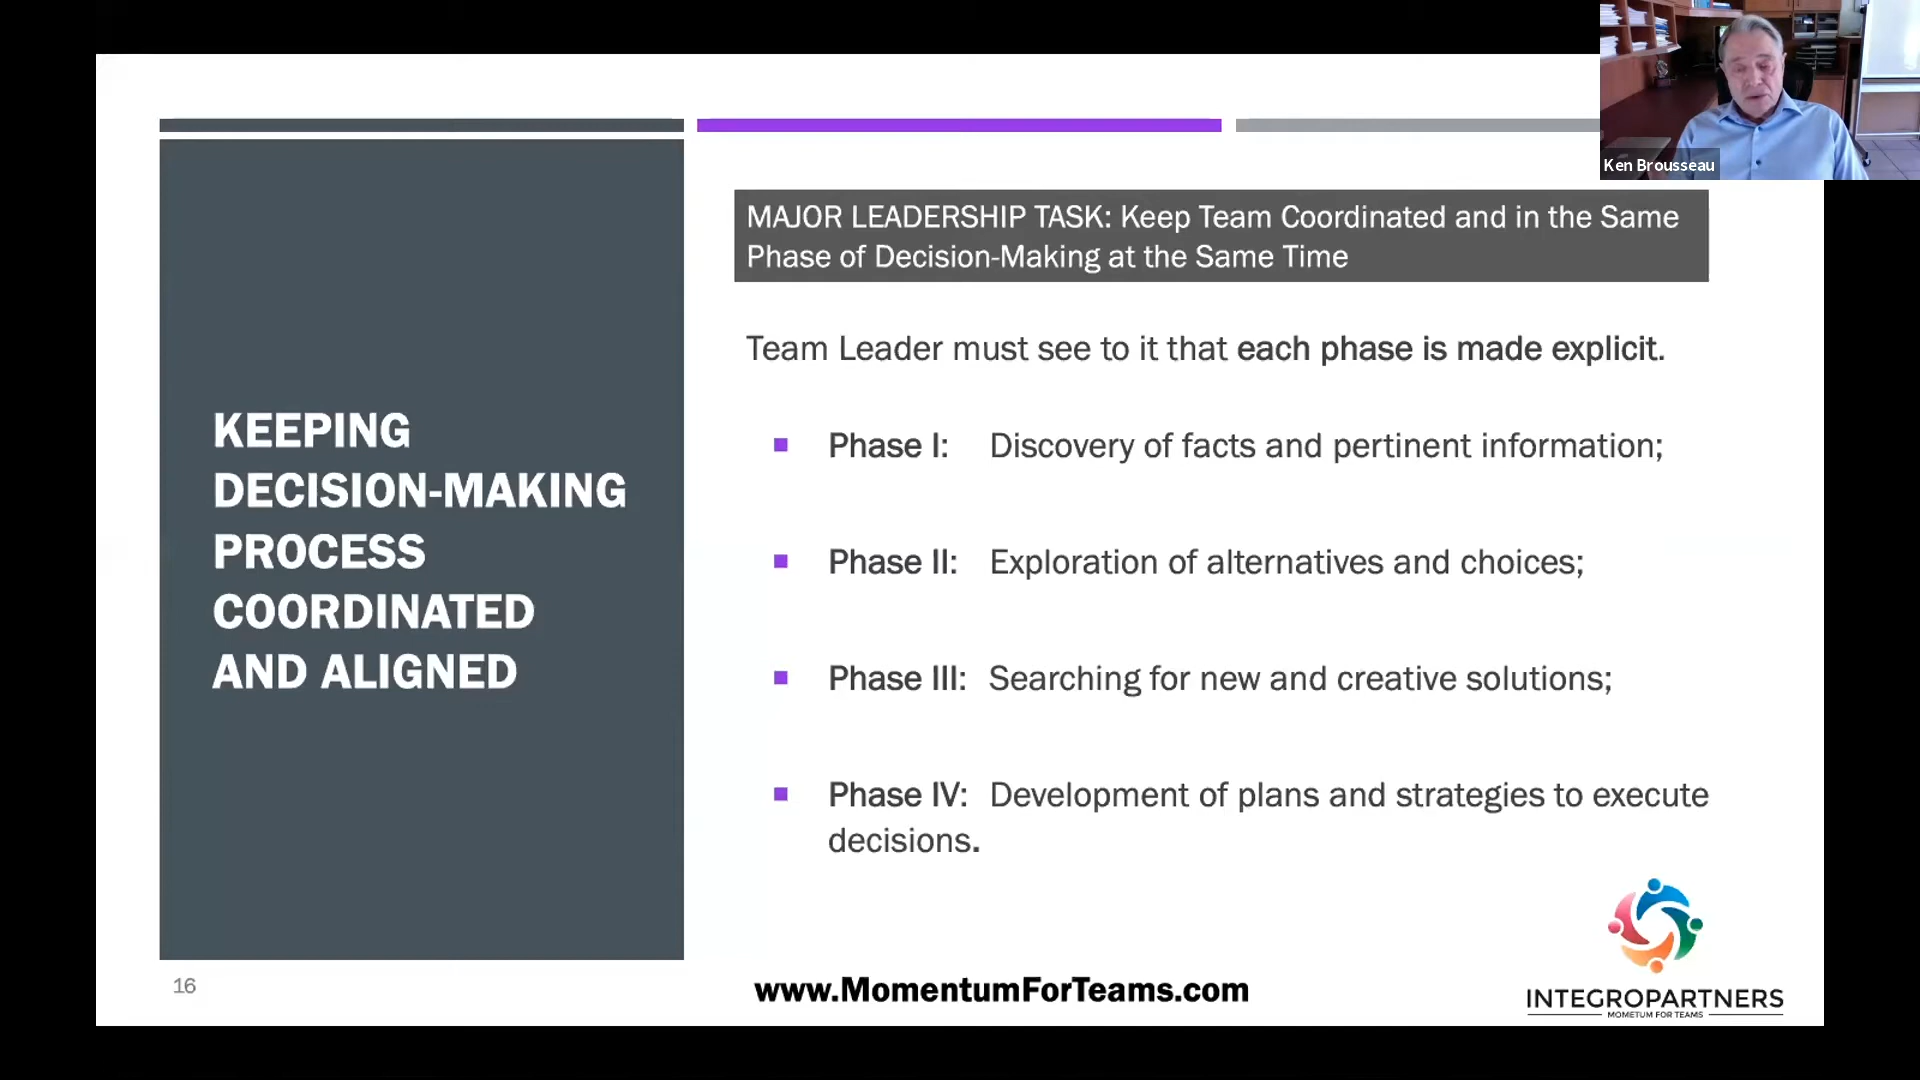 Ken Brousseau
MAJOR LEADERSHIP TASK: Keep Team Coordinated and in the Same
Phase of Decision-Making at the Same Time
KEEPING
DECISION-MAKING
PROCESS
COORDINATED
AND ALIGNED
Team Leader must see to it that each phase is made explicit.
Phase I: Discovery of facts and pertinent information;
Phase II: Exploration of alternatives and choices;
Phase III: Searching for new and creative solutions;
Phase IV: Development of plans and strategies to execute
decisions.
16
www.MomentumForTeams.com
INTEGROPARTNERS
MOMETUM FOR TEAMS